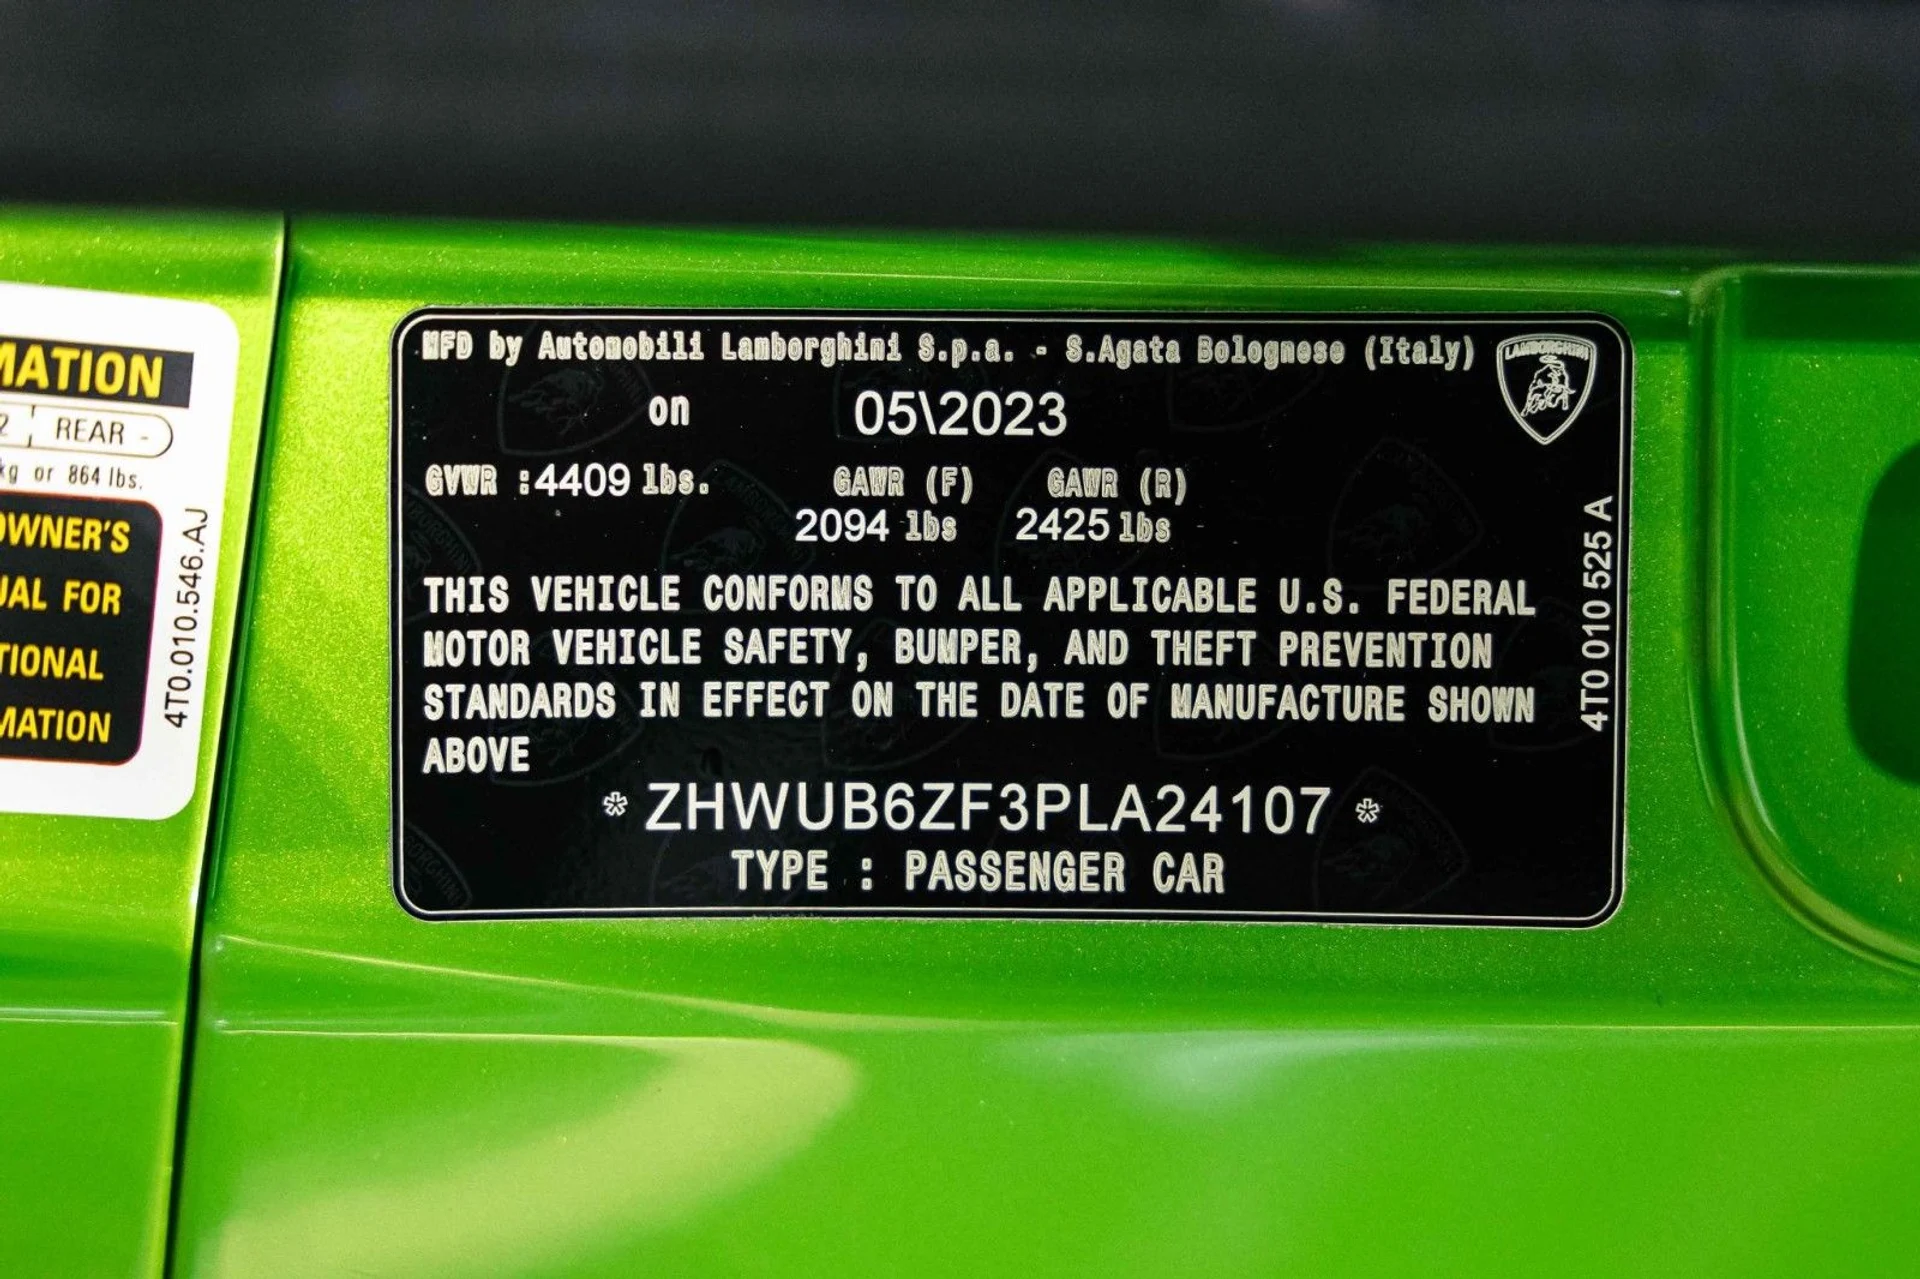 MATION
2 REAR -
kg or 864 lbs.
OWNER'S
UAL FOR
TIONAL
MATION
4T0.010.546.AJ
MFD by Automobili Lamborghini S.p.a. - S.Agata Bolognese (Italy)
LAMBORGHINI
on 05\2023
GVWR :4409 lbs. GAWR (F) GAWR (R)
2094 lbs 2425 lbs
THIS VEHICLE CONFORMS TO ALL APPLICABLE U.S. FEDERAL
MOTOR VEHICLE SAFETY, BUMPER, AND THEFT PREVENTION
STANDARDS IN EFFECT ON THE DATE OF MANUFACTURE SHOWN
ABOVE
* ZHWUB6ZF3PLA24107 *
TYPE : PASSENGER CAR
4T0 010 525 A